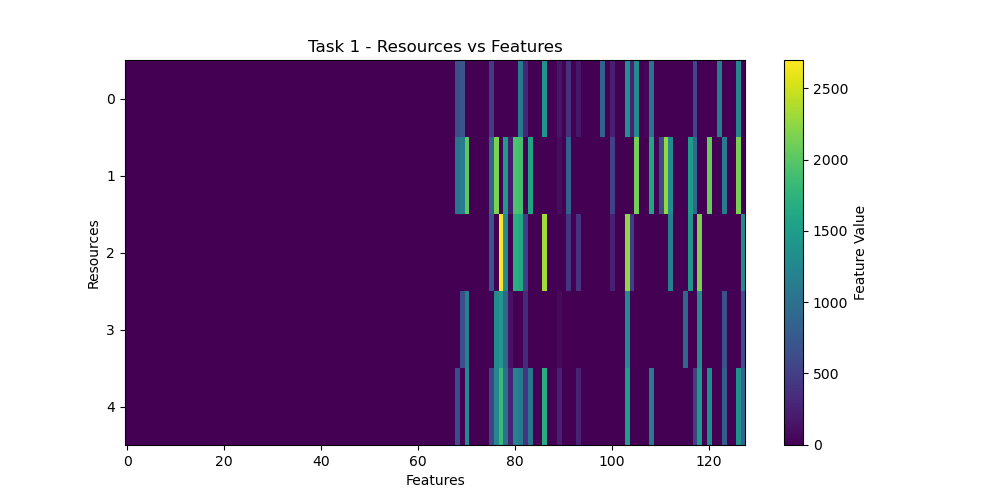 Task 1 - Resources vs Features
Resources
0
1
2
3
4
0 20 40 60 80 100 120
Features
2500
2000
1500
1000
500
0
Feature Value